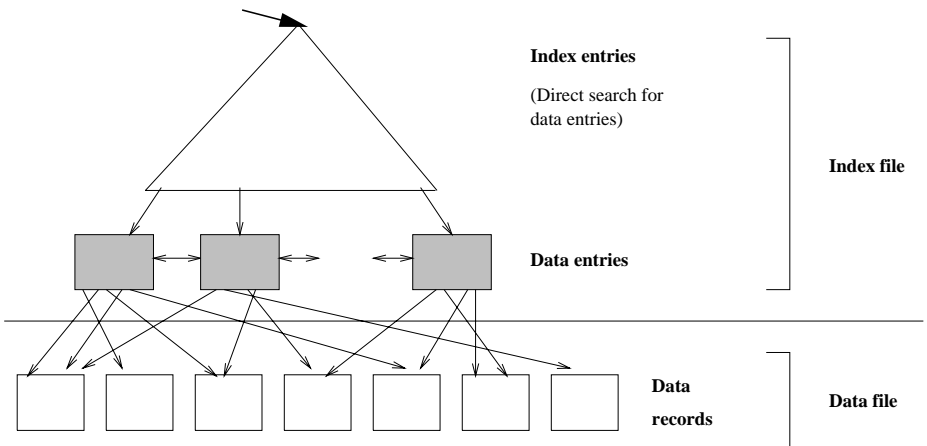 Index entries
(Direct search for
data entries)
Index file
Data entries
Data
records
Data file